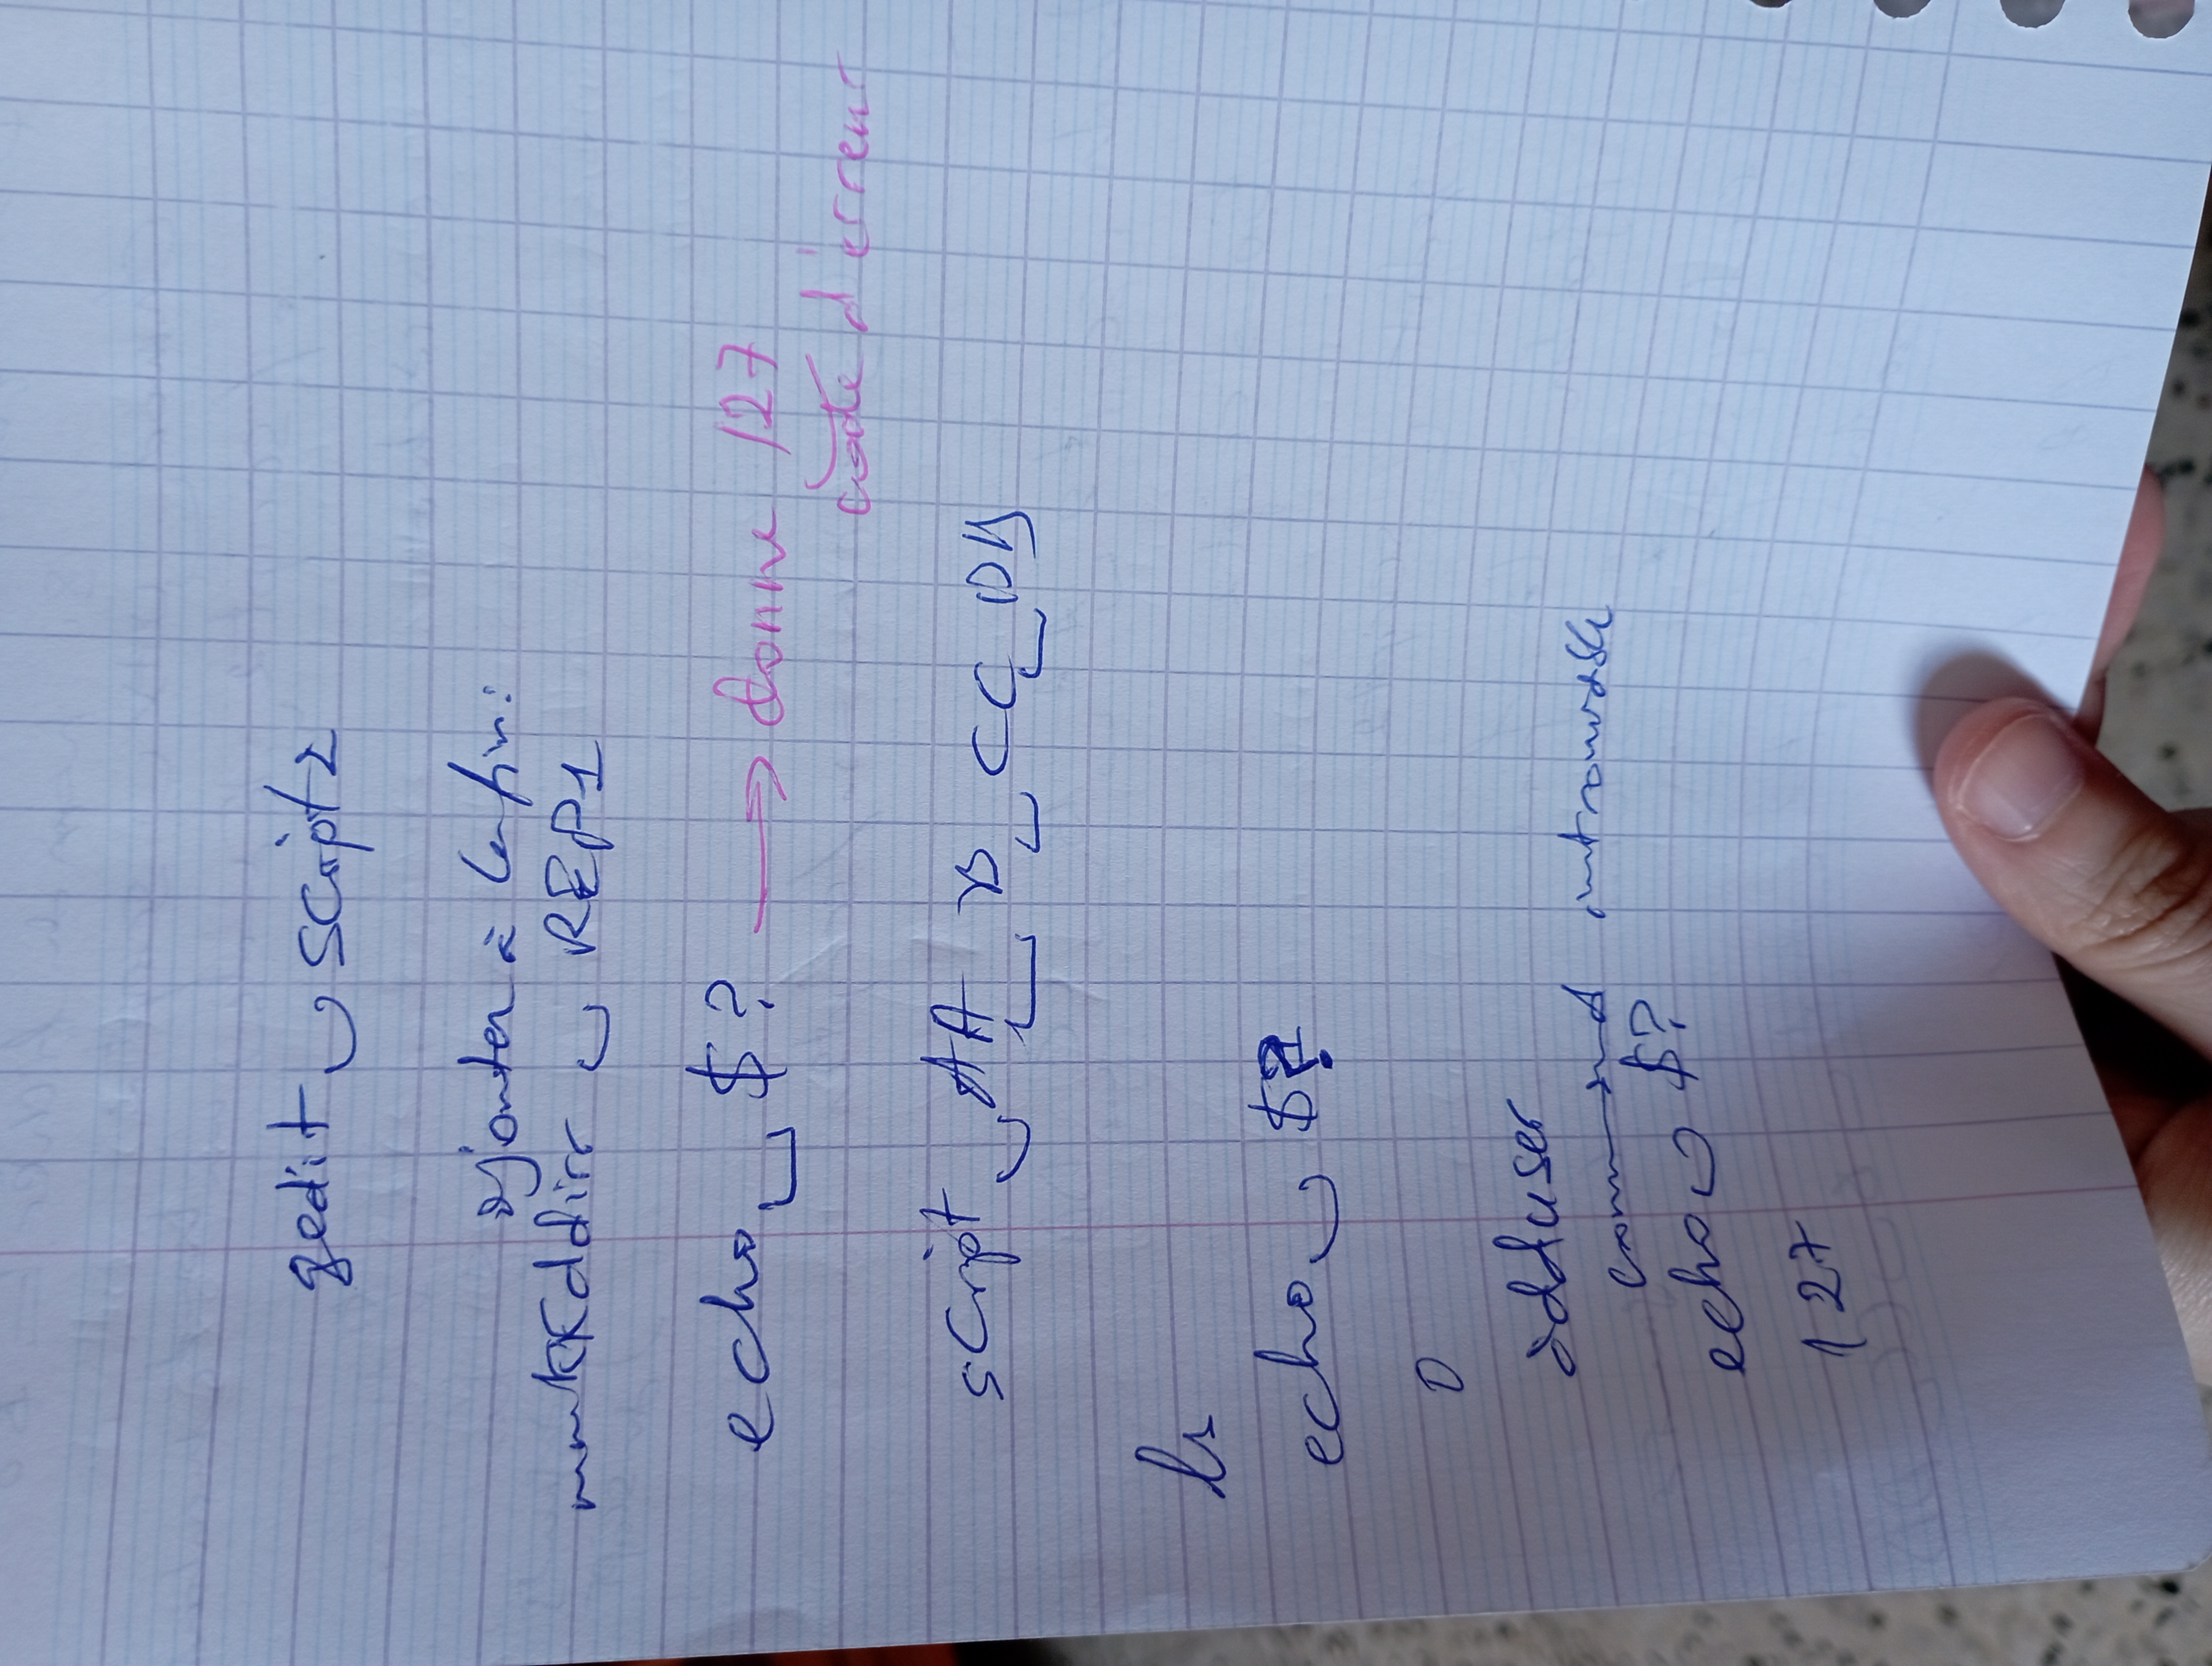 gedit ⌣ script2
ajouter à la fin:
mmkkddirr ⌣ REP1
echo ⌣ $? → donne 127
code d'erreur
script ⌣ AA ⌣ B ⌣ CC ⌣ DD
ls
echo ⌣ $?
0
adduser
command introuvable
echo ⌣ $?
127